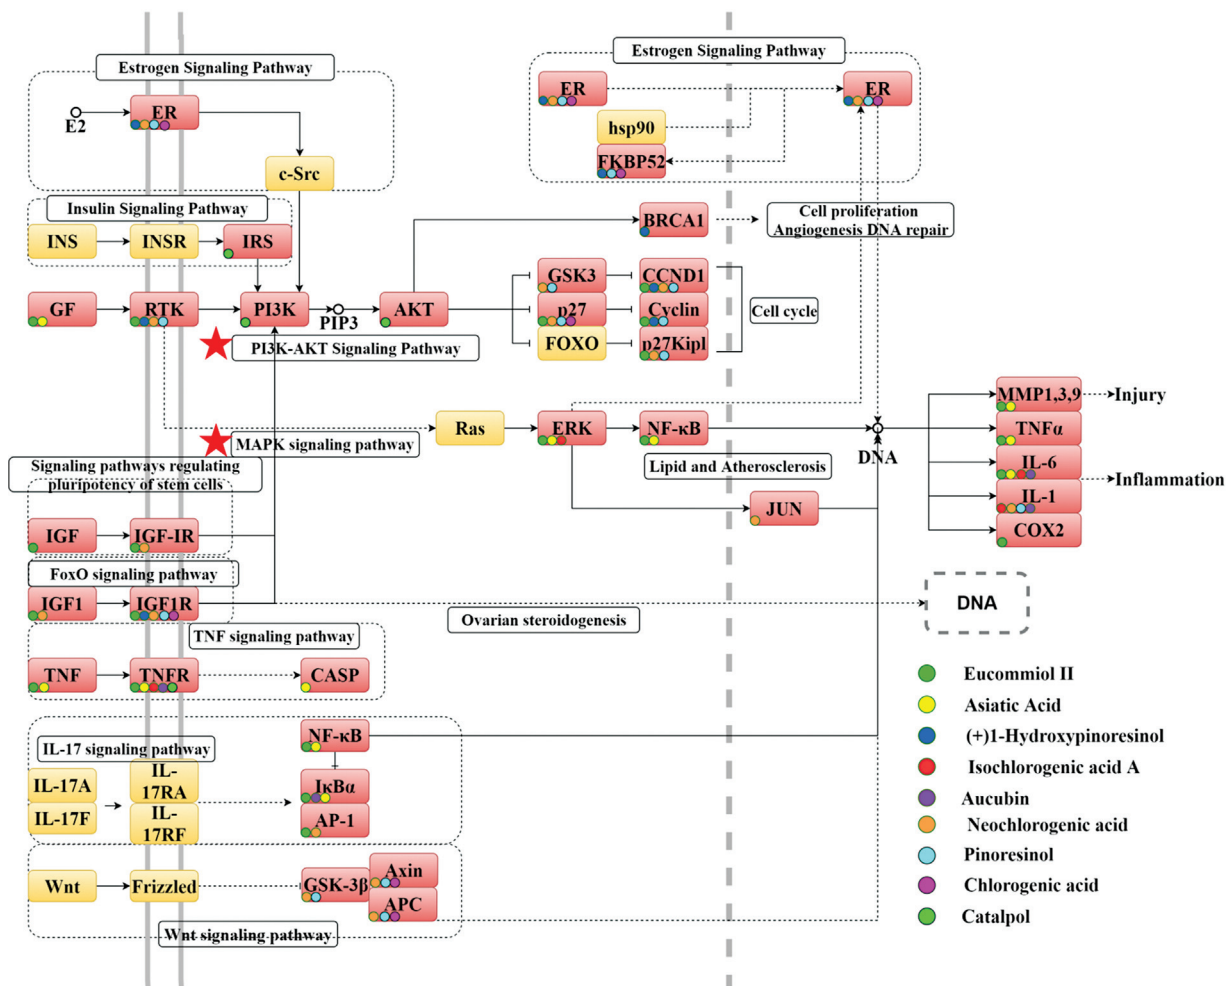 Estrogen Signaling Pathway
E2
ER
c-Src
Estrogen Signaling Pathway
ER
ER
hsp90
FKBP52
Insulin Signaling Pathway
INS
INSR
IRS
BRCA1
Cell proliferation
Angiogenesis DNA repair
GF
RTK
PI3K
PIP3
AKT
GSK3
CCND1
p27
Cyclin
FOXO
p27Kipl
Cell cycle
PI3K-AKT Signaling Pathway
MAPK signaling pathway
Ras
ERK
NF-κB
DNA
Lipid and Atherosclerosis
JUN
MMP1,3,9
Injury
TNFα
IL-6
Inflammation
IL-1
COX2
Signaling pathways regulating
pluripotency of stem cells
IGF
IGF-IR
FoxO signaling pathway
IGF1
IGF1R
Ovarian steroidogenesis
DNA
TNF signaling pathway
TNF
TNFR
CASP
IL-17 signaling pathway
IL-17A
IL-17F
IL-
17RA
IL-
17RF
NF-κB
IκBα
AP-1
Wnt
Frizzled
GSK-3β
Axin
APC
Wnt signaling pathway
Eucommiol II
Asiatic Acid
(+)1-Hydroxypinoresinol
Isochlorogenic acid A
Aucubin
Neochlorogenic acid
Pinoresinol
Chlorogenic acid
Catalpol